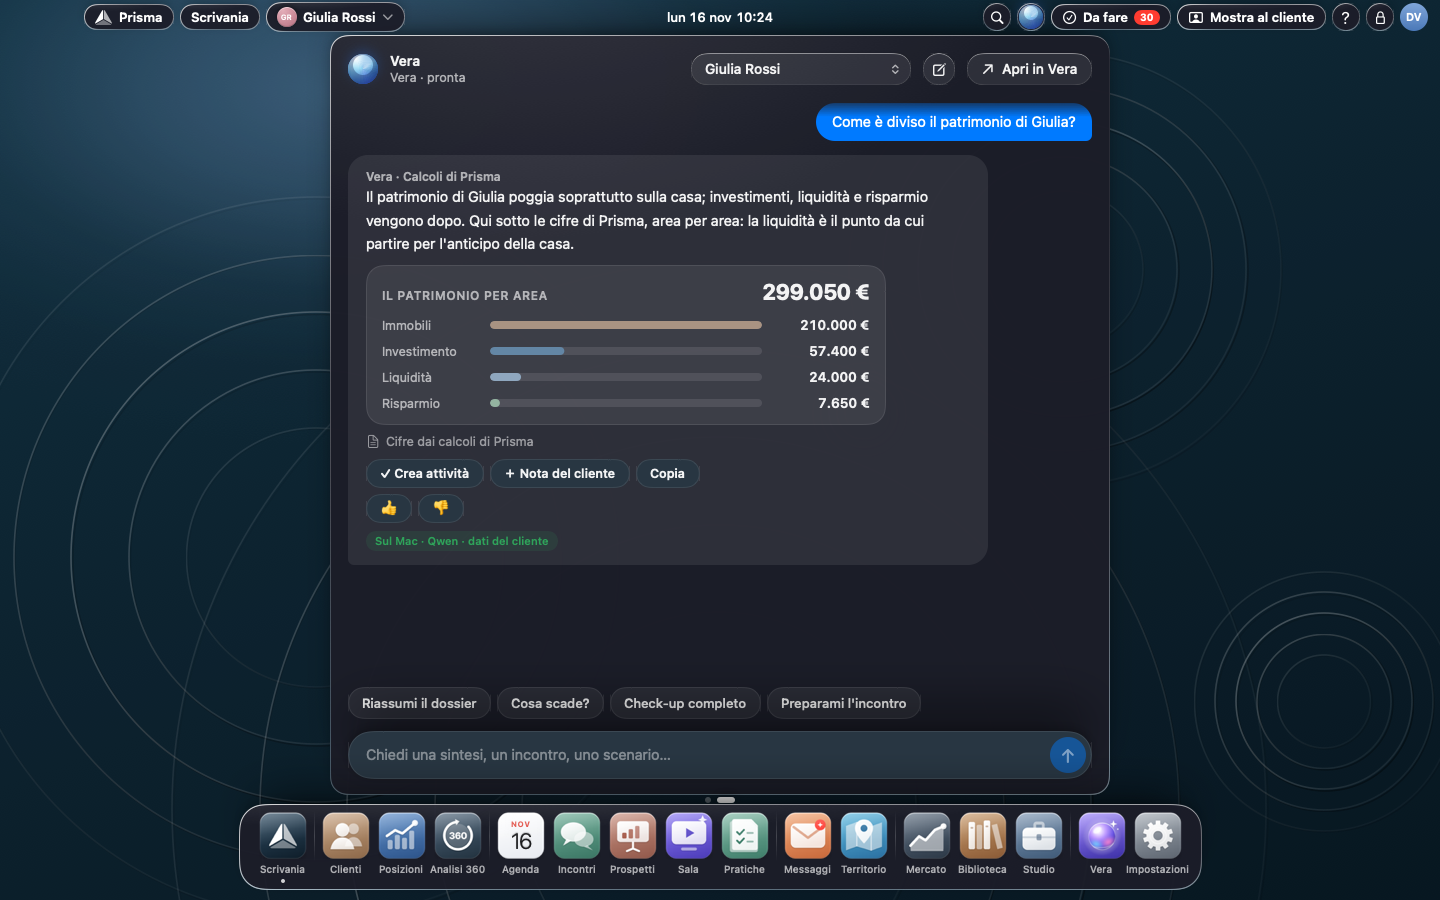 Prisma
Scrivania
GR Giulia Rossi
lun 16 nov 10:24
Da fare 30
Mostra al cliente
?
DV
Vera
Vera · pronta
Giulia Rossi
Apri in Vera
Come è diviso il patrimonio di Giulia?
Vera · Calcoli di Prisma
Il patrimonio di Giulia poggia soprattutto sulla casa; investimenti, liquidità e risparmio
vengono dopo. Qui sotto le cifre di Prisma, area per area: la liquidità è il punto da cui
partire per l'anticipo della casa.
IL PATRIMONIO PER AREA 299.050 €
Immobili 210.000 €
Investimento 57.400 €
Liquidità 24.000 €
Risparmio 7.650 €
Cifre dai calcoli di Prisma
✓ Crea attività
+ Nota del cliente
Copia
👍 👎
Sul Mac · Qwen · dati del cliente
Riassumi il dossier
Cosa scade?
Check-up completo
Preparami l'incontro
Chiedi una sintesi, un incontro, uno scenario...
360
NOV
16
Scrivania
Clienti
Posizioni
Analisi 360
Agenda
Incontri
Prospetti
Sala
Pratiche
Messaggi
Territorio
Mercato
Biblioteca
Studio
Vera
Impostazioni